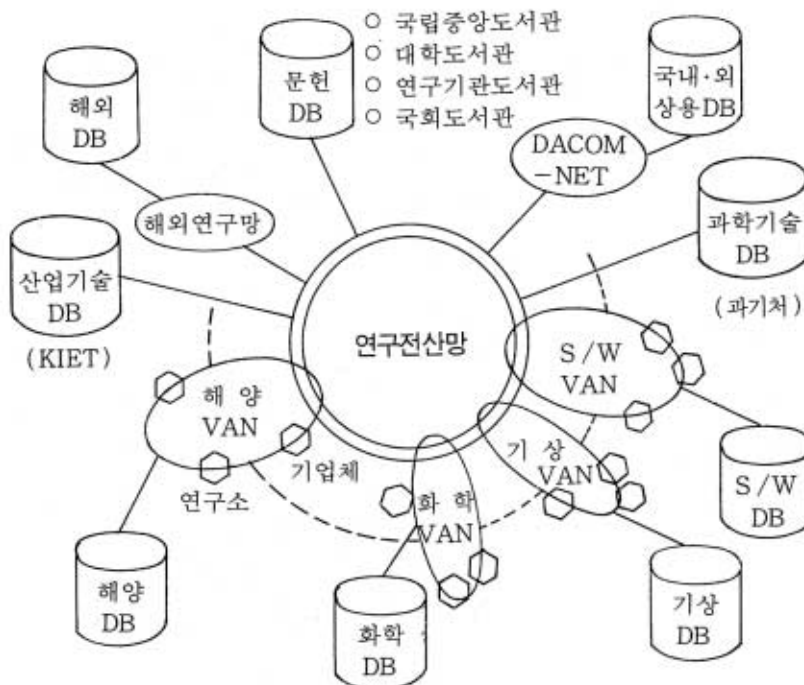 ○ 국립중앙도서관
○ 대학도서관
○ 연구기관도서관
○ 국회도서관
해외
DB
문헌
DB
국내·외
상용DB
DACOM
-NET
해외연구망
과학기술
DB
(과기처)
산업기술
DB
(KIET)
연구전산망
S/W
VAN
해 양
VAN
기 상
VAN
기업체
연구소
화 학
VAN
S/W
DB
해양
DB
화학
DB
기상
DB